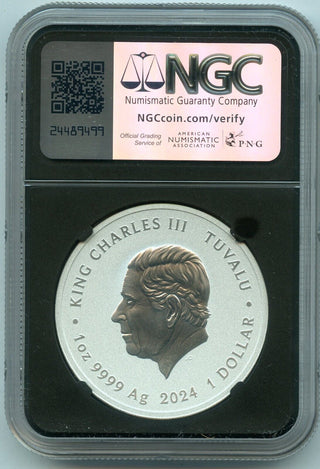 NGC
Numismatic Guaranty Company
NGCcoin.com/verify
24489499
Official Grading
Service of
AMERICAN
NUMISMATIC
ASSOCIATION
PNG
• KING CHARLES III TUVALU •
1oz 9999 Ag 2024 1 DOLLAR